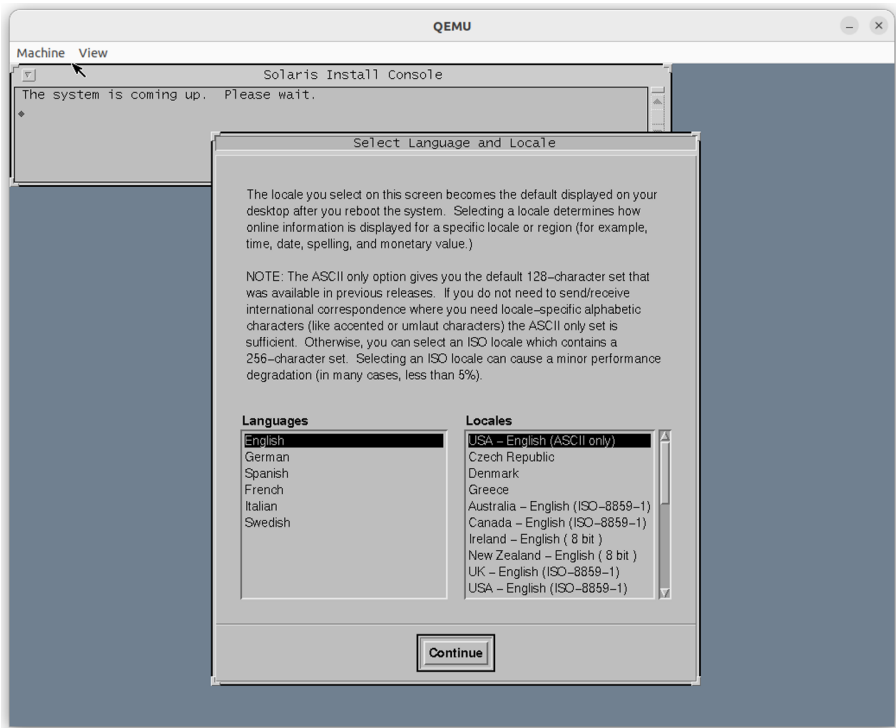 QEMU
Machine View
Solaris Install Console
The system is coming up.  Please wait.
Select Language and Locale
The locale you select on this screen becomes the default displayed on your
desktop after you reboot the system.  Selecting a locale determines how
online information is displayed for a specific locale or region (for example,
time, date, spelling, and monetary value.)
NOTE: The ASCII only option gives you the default 128–character set that
was available in previous releases.  If you do not need to send/receive
international correspondence where you need locale–specific alphabetic
characters (like accented or umlaut characters) the ASCII only set is
sufficient.  Otherwise, you can select an ISO locale which contains a
256–character set.  Selecting an ISO locale can cause a minor performance
degradation (in many cases, less than 5%).
Languages
English
German
Spanish
French
Italian
Swedish
Locales
USA – English (ASCII only)
Czech Republic
Denmark
Greece
Australia – English (ISO–8859–1)
Canada – English (ISO–8859–1)
Ireland – English ( 8 bit )
New Zealand – English ( 8 bit )
UK – English (ISO–8859–1)
USA – English (ISO–8859–1)
Continue